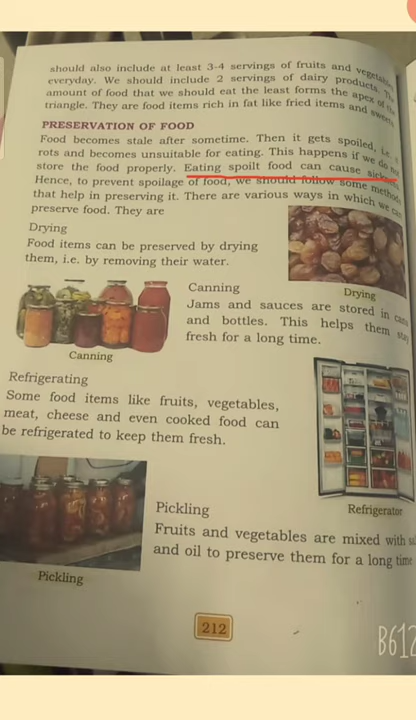 should also include at least 3-4 servings of fruits and vegetables
everyday. We should include 2 servings of dairy products. The
amount of food that we should eat the least forms the apex of the
triangle. They are food items rich in fat like fried items and sweets
PRESERVATION OF FOOD
Food becomes stale after sometime. Then it gets spoiled, i.e.
rots and becomes unsuitable for eating. This happens if we do not
store the food properly. Eating spoilt food can cause
Hence, to prevent spoilage of food, we should follow some methods
that help in preserving it. There are various ways in which we can
preserve food. They are
Drying
Food items can be preserved by drying
them, i.e. by removing their water.
Drying
Canning
Jams and sauces are stored in cans
and bottles. This helps them stay
fresh for a long time.
Canning
Refrigerating
Some food items like fruits, vegetables,
meat, cheese and even cooked food can
be refrigerated to keep them fresh.
Refrigerator
Pickling
Fruits and vegetables are mixed with
and oil to preserve them for a long time
Pickling
212
B612